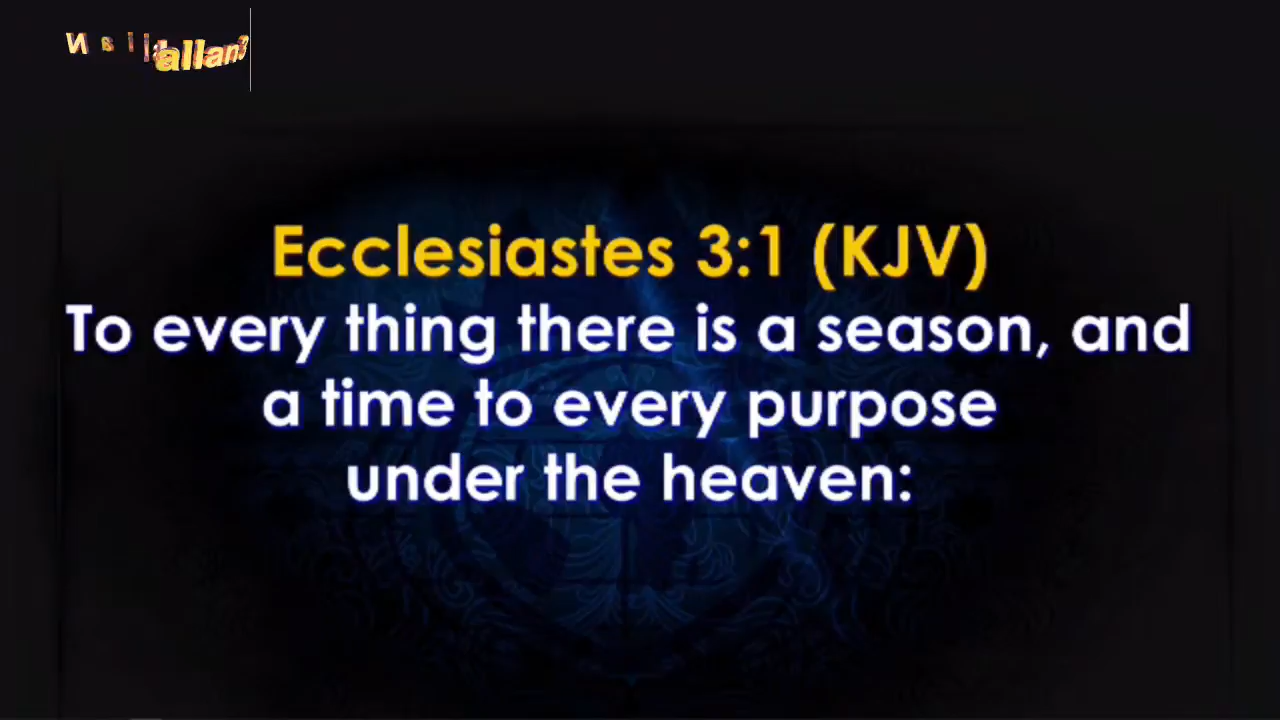 Ecclesiastes 3:1 (KJV)
To every thing there is a season, and
a time to every purpose
under the heaven: